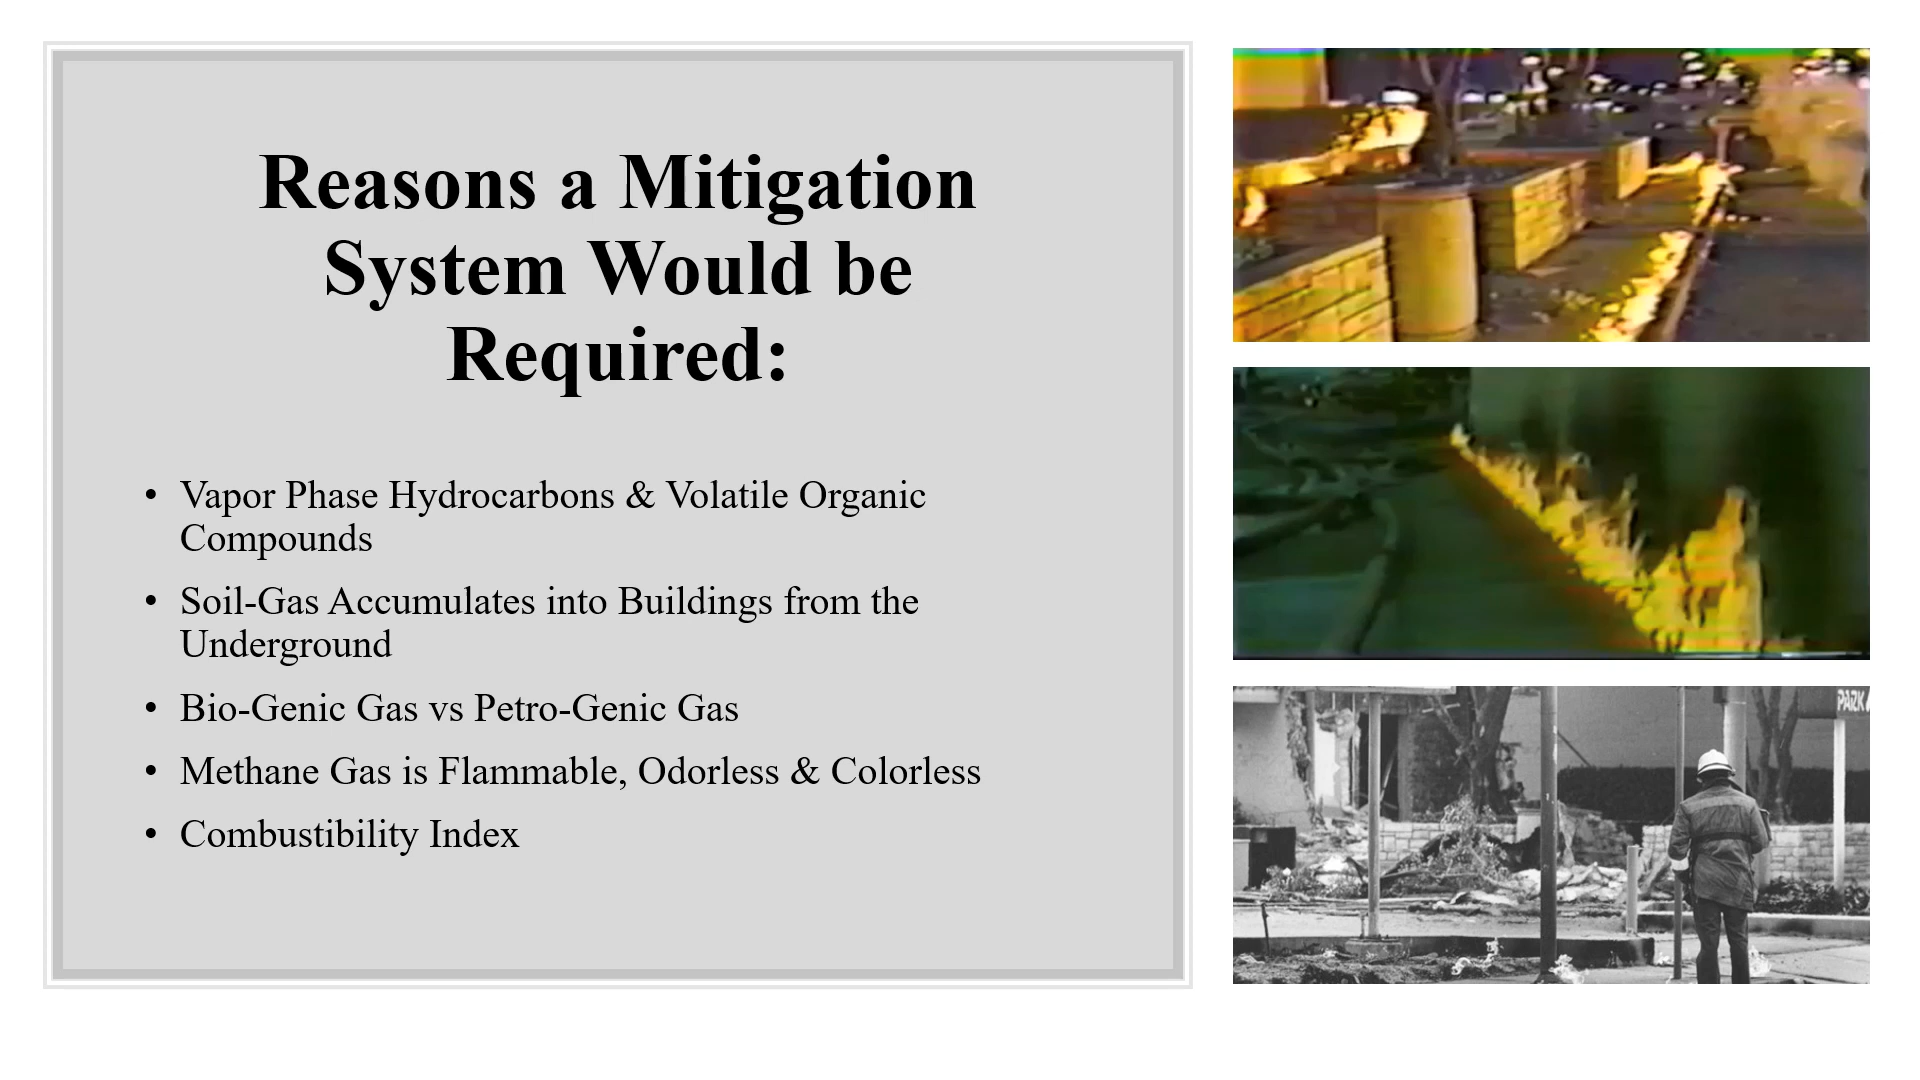 Reasons a Mitigation
System Would be
Required:
• Vapor Phase Hydrocarbons & Volatile Organic
Compounds
• Soil-Gas Accumulates into Buildings from the
Underground
• Bio-Genic Gas vs Petro-Genic Gas
• Methane Gas is Flammable, Odorless & Colorless
• Combustibility Index
PARK